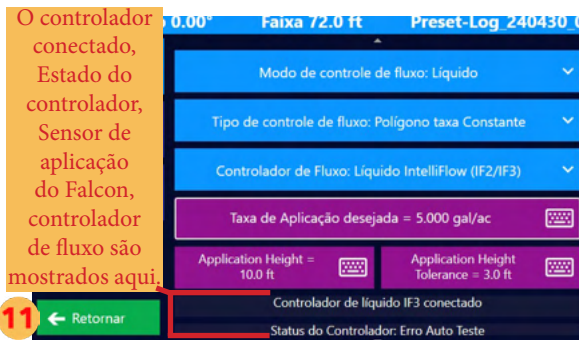 O controlador
conectado,
Estado do
controlador,
Sensor de
aplicação
do Falcon,
controlador
de fluxo são
mostrados aqui.
0.00° Faixa 72.0 ft Preset-Log_240430_
Modo de controle de fluxo: Líquido
Tipo de controle de fluxo: Polígono taxa Constante
Controlador de Fluxo: Líquido IntelliFlow (IF2/IF3)
Taxa de Aplicação desejada = 5.000 gal/ac
Application Height =
10.0 ft
Application Height
Tolerance = 3.0 ft
Controlador de líquido IF3 conectado
11 Retornar
Status do Controlador: Erro Auto Teste